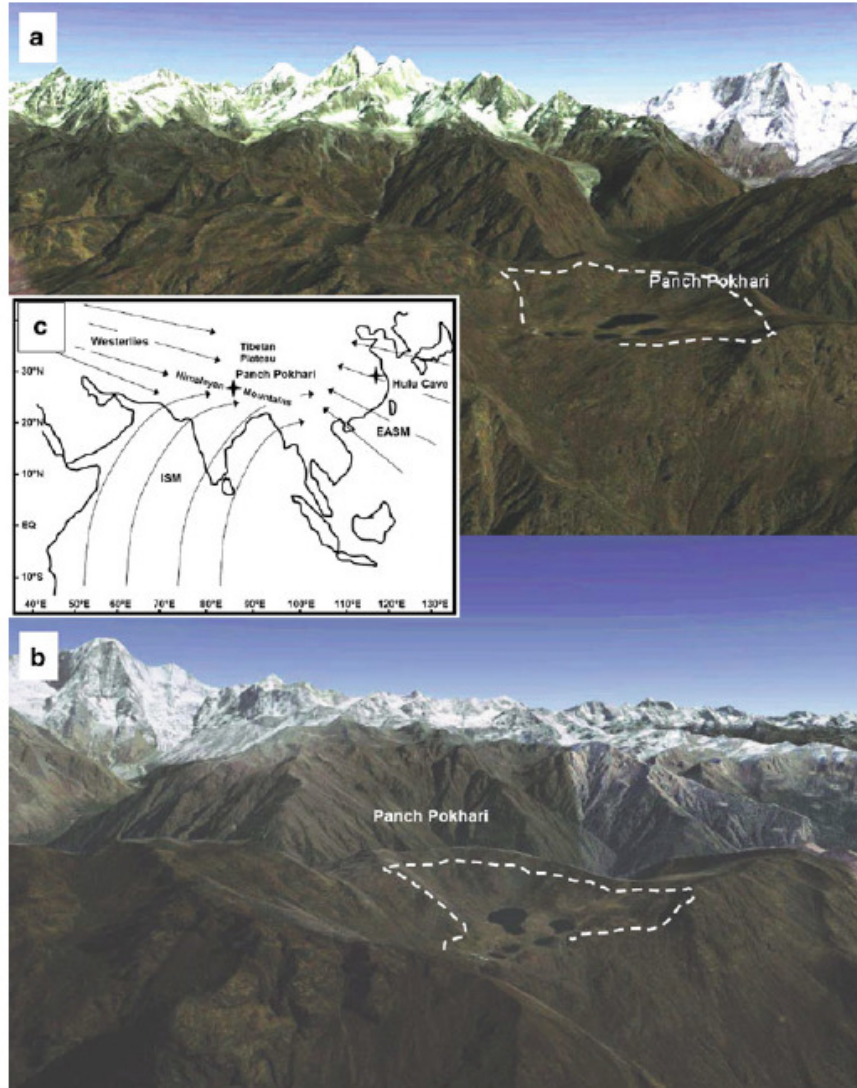 a
Panch Pokhari
c
Westerlies
Tibetan
Plateau
30°N
Panch Pokhari
Himalayan
Mountains
Hulu Cave
20°N
EASM
ISM
10°N
EQ
10°S
40°E 50°E 60°E 70°E 80°E 90°E 100°E 110°E 120°E 130°E
b
Panch Pokhari